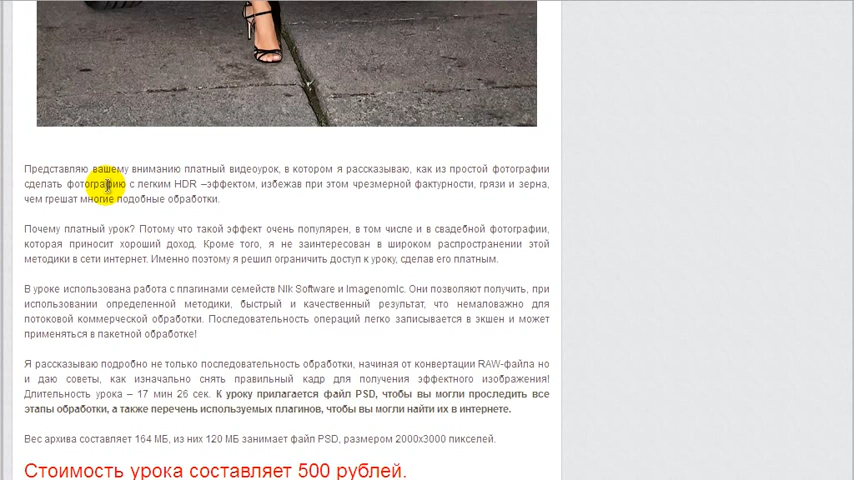 Представляю вашему вниманию платный видеоурок, в котором я рассказываю, как из простой фотографии
сделать фотографию с легким HDR –эффектом, избежав при этом чрезмерной фактурности, грязи и зерна,
чем грешат многие подобные обработки.
Почему платный урок? Потому что такой эффект очень популярен, в том числе и в свадебной фотографии,
которая приносит хороший доход. Кроме того, я не заинтересован в широком распространении этой
методики в сети интернет. Именно поэтому я решил ограничить доступ к уроку, сделав его платным.
В уроке использована работа с плагинами семейств Nik Software и Imagenomic. Они позволяют получить, при
использовании определенной методики, быстрый и качественный результат, что немаловажно для
потоковой коммерческой обработки. Последовательность операций легко записывается в экшен и может
применяться в пакетной обработке!
Я рассказываю подробно не только последовательность обработки, начиная от конвертации RAW-файла но
и даю советы, как изначально снять правильный кадр для получения эффектного изображения!
Длительность урока – 17 мин 26 сек. К уроку прилагается файл PSD, чтобы вы могли проследить все
этапы обработки, а также перечень используемых плагинов, чтобы вы могли найти их в интернете.
Вес архива составляет 164 МБ, из них 120 МБ занимает файл PSD, размером 2000x3000 пикселей.
Стоимость урока составляет 500 рублей.